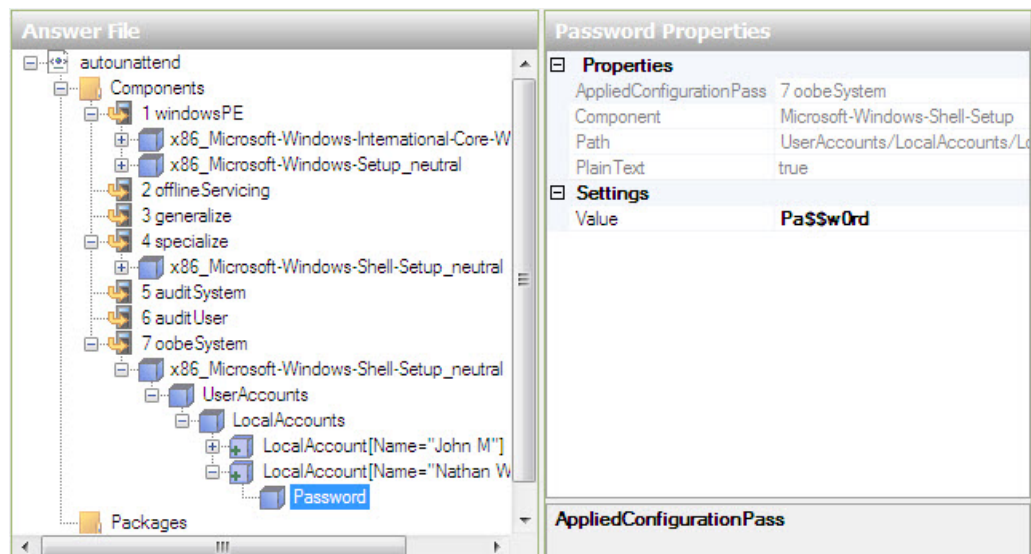 Answer File
autounattend
Components
1 windowsPE
x86_Microsoft-Windows-International-Core-W
x86_Microsoft-Windows-Setup_neutral
2 offlineServicing
3 generalize
4 specialize
x86_Microsoft-Windows-Shell-Setup_neutral
5 auditSystem
6 auditUser
7 oobeSystem
x86_Microsoft-Windows-Shell-Setup_neutral
UserAccounts
LocalAccounts
LocalAccount[Name="John M"]
LocalAccount[Name="Nathan W
Password
Packages
Password Properties
Properties
AppliedConfigurationPass 7 oobeSystem
Component Microsoft-Windows-Shell-Setup
Path UserAccounts/LocalAccounts/Lo
PlainText true
Settings
Value Pa$$w0rd
AppliedConfigurationPass